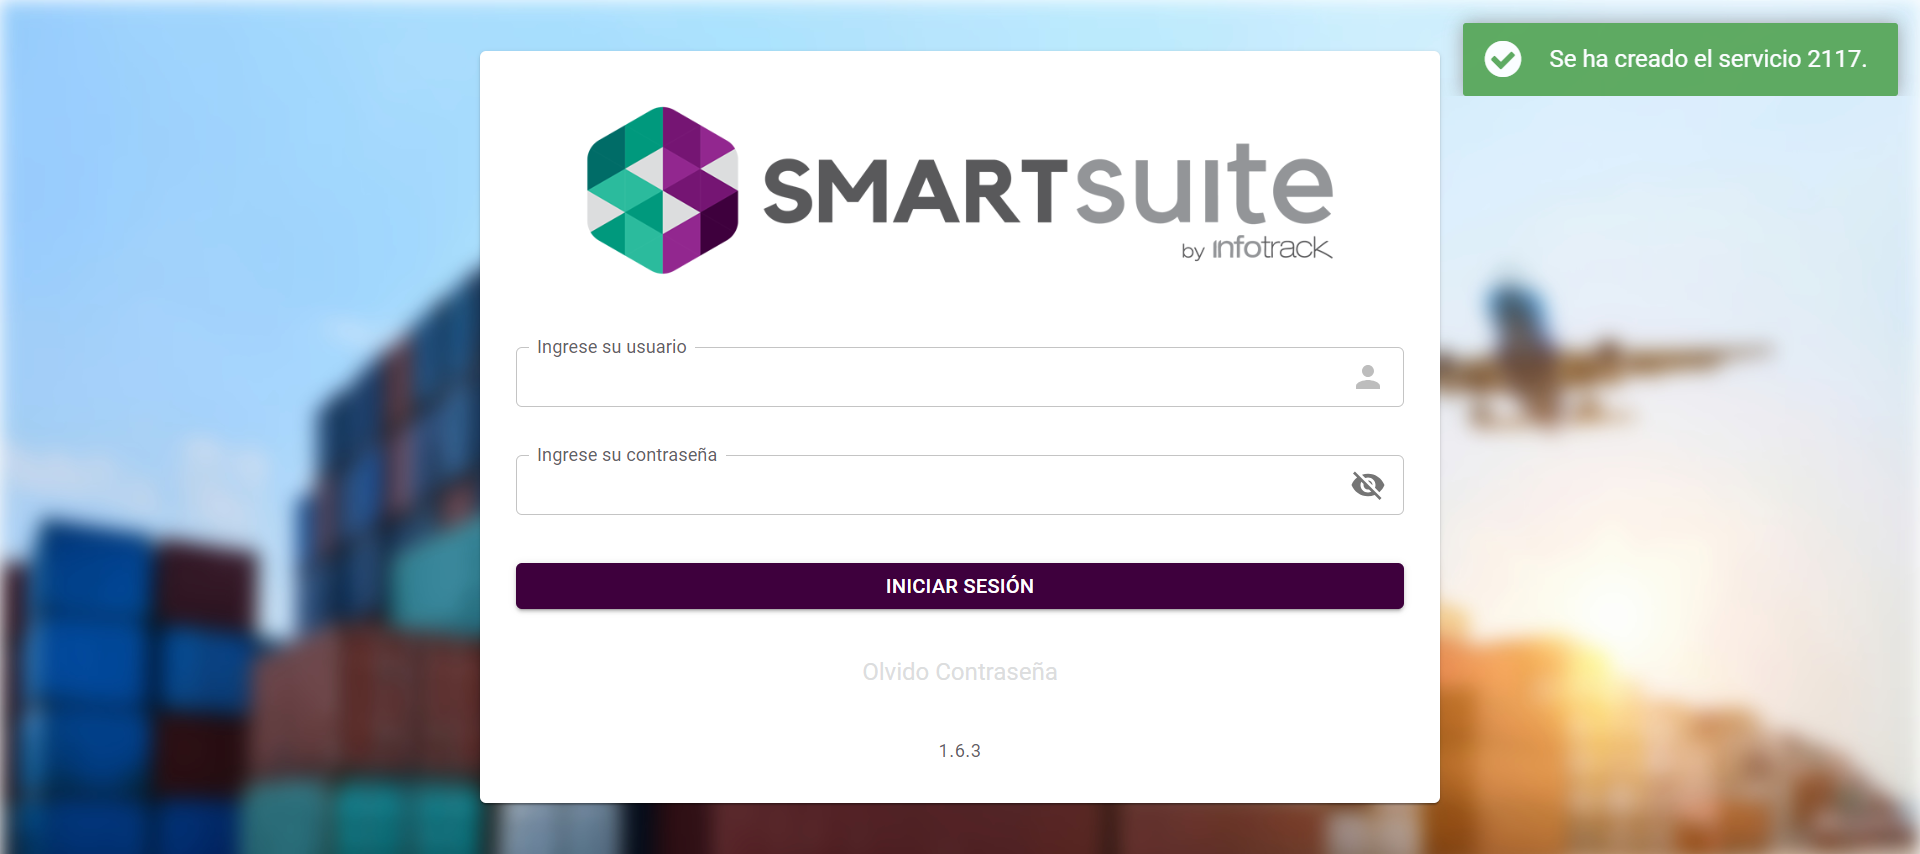 Se ha creado el servicio 2117.
SMARTsuite
by infotrack
Ingrese su usuario
Ingrese su contraseña
INICIAR SESIÓN
Olvido Contraseña
1.6.3